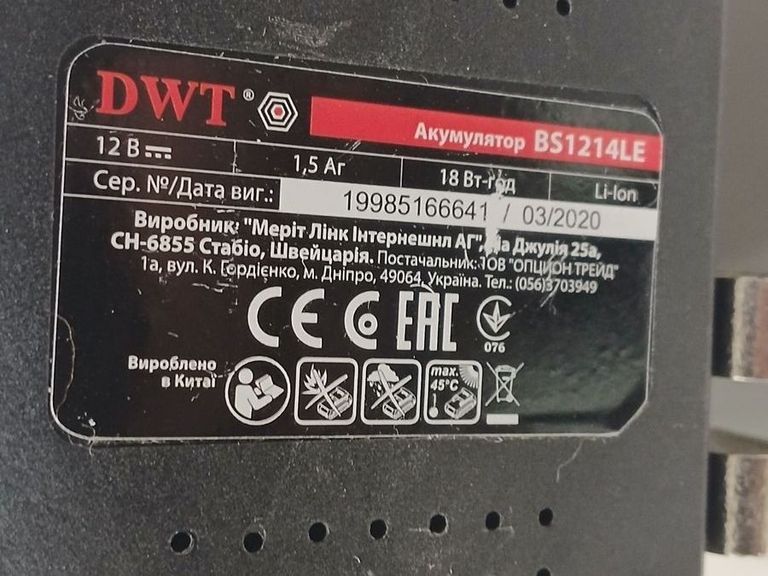 DWT ®
Акумулятор BS1214LE
12 В 1,5 Аг 18 Вт-год Li-Ion
Сер. №/Дата виг.: 19985166641 / 03/2020
Виробник: "Меріт Лінк Інтернешнл АГ", Джулія 25а,
CH-6855 Стабіо, Швейцарія. Постачальник: ТОВ "ОПЦІОН ТРЕЙД"
1а, вул. К. Гордієнко, м. Дніпро, 49064, Україна. Тел.: (056)3703949
CE EAC
076
Вироблено
в Китаї
max.
45°C